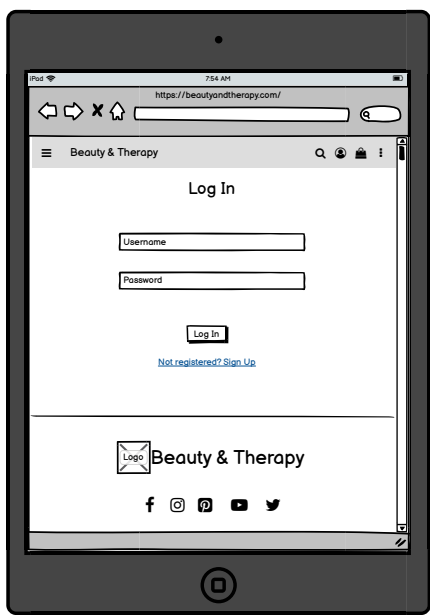 iPad 7:54 AM
https://beautyandtherapy.com/
Beauty & Therapy
Log In
Username
Password
Log In
Not registered? Sign Up
Logo Beauty & Therapy